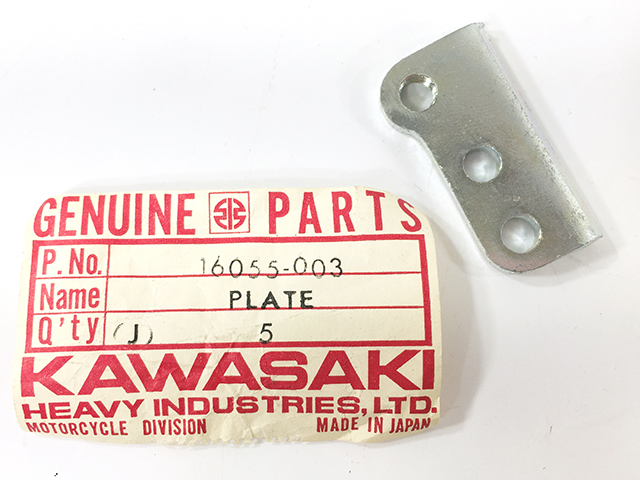 GENUINE PARTS
P. No. 16055-003
Name PLATE
Q'ty (J) 5
KAWASAKI
HEAVY INDUSTRIES, LTD.
MOTORCYCLE DIVISION MADE IN JAPAN